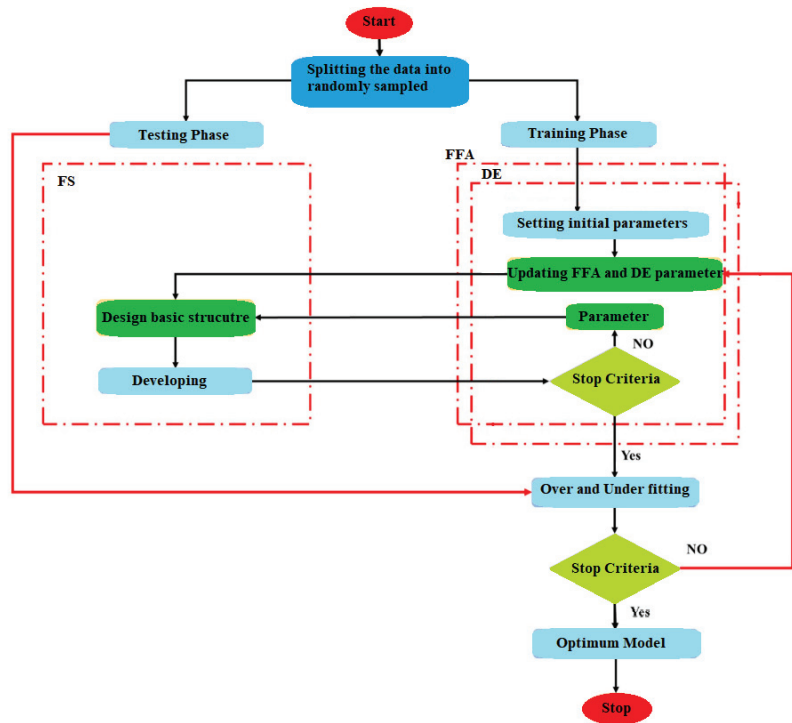 Start
Splitting the data into
randomly sampled
Testing Phase
Training Phase
FFA
DE
FS
Setting initial parameters
Updating FFA and DE parameter
Design basic strucutre
Parameter
NO
Developing
Stop Criteria
Yes
Over and Under fitting
NO
Stop Criteria
Yes
Optimum Model
Stop